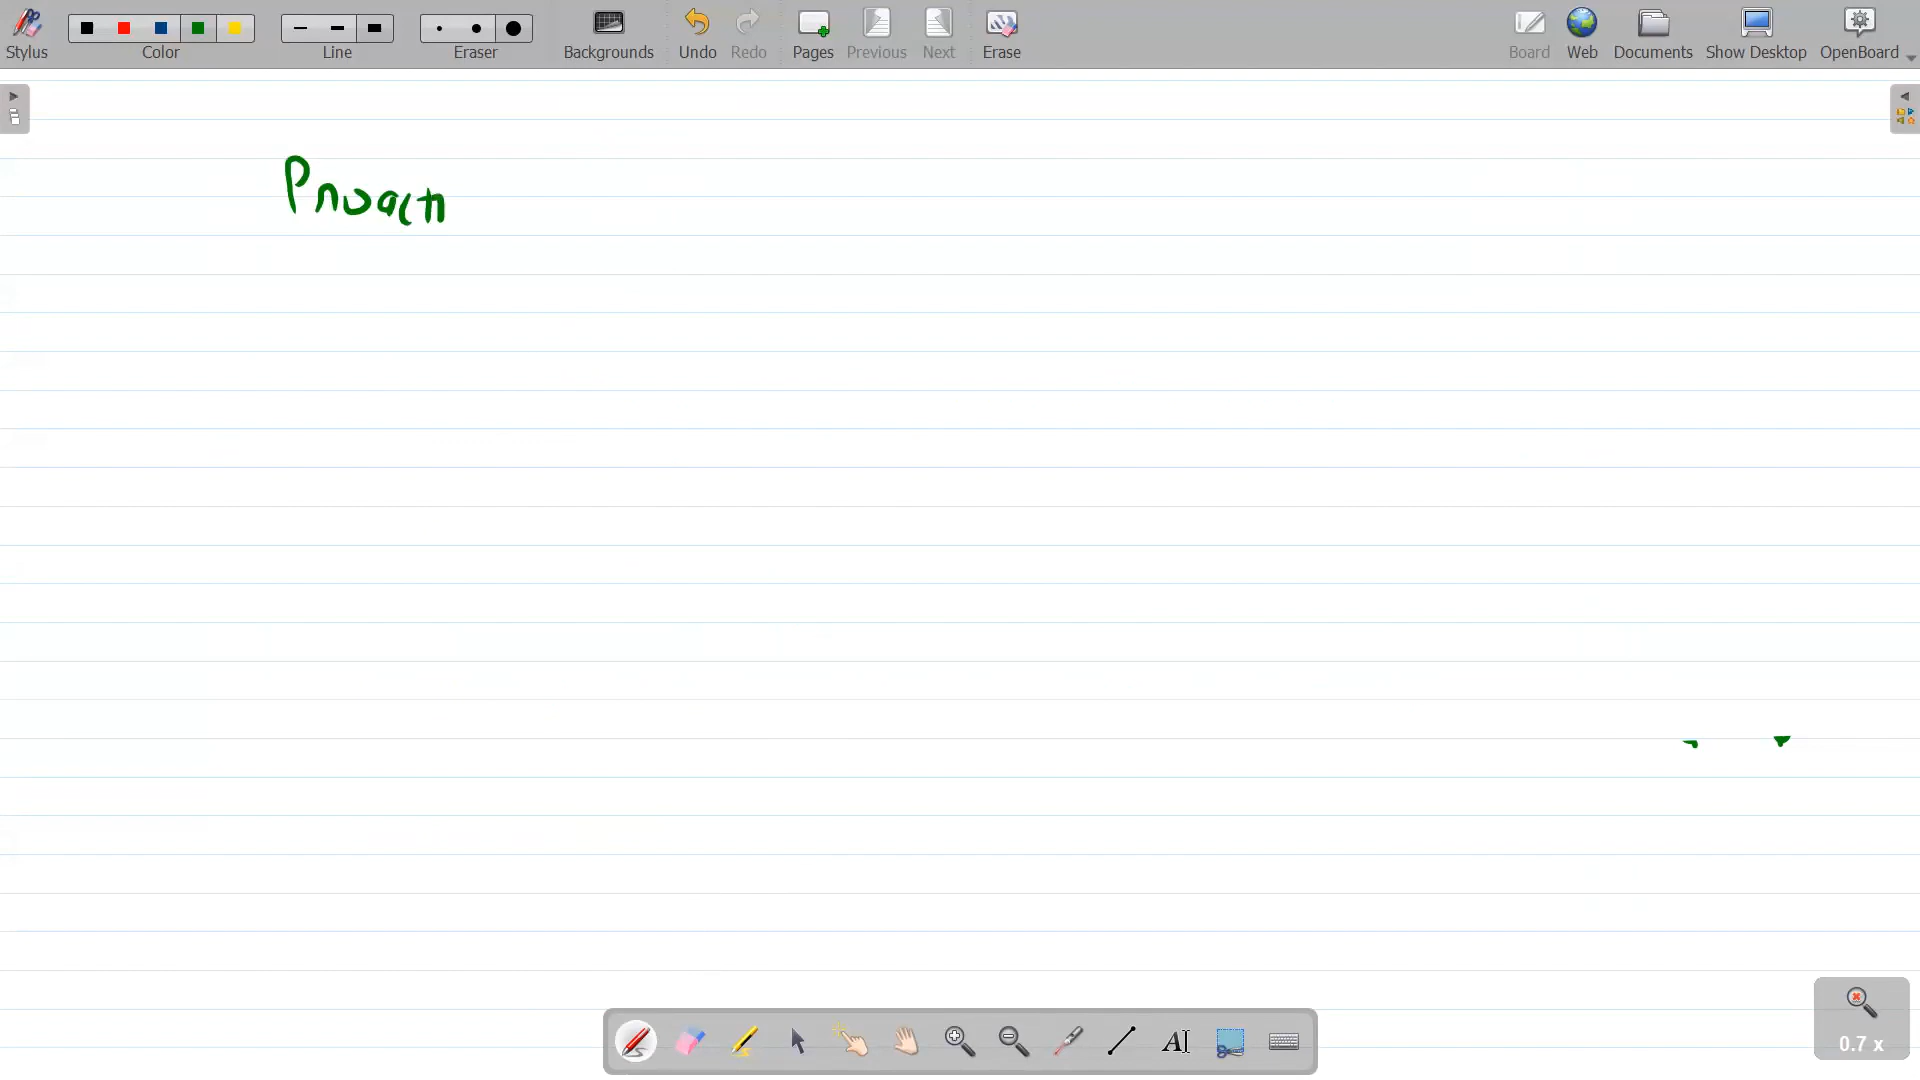 Stylus Color Line Eraser Backgrounds Undo Redo Pages Previous Next Erase Board Web Documents Show Desktop OpenBoard
0.7 x